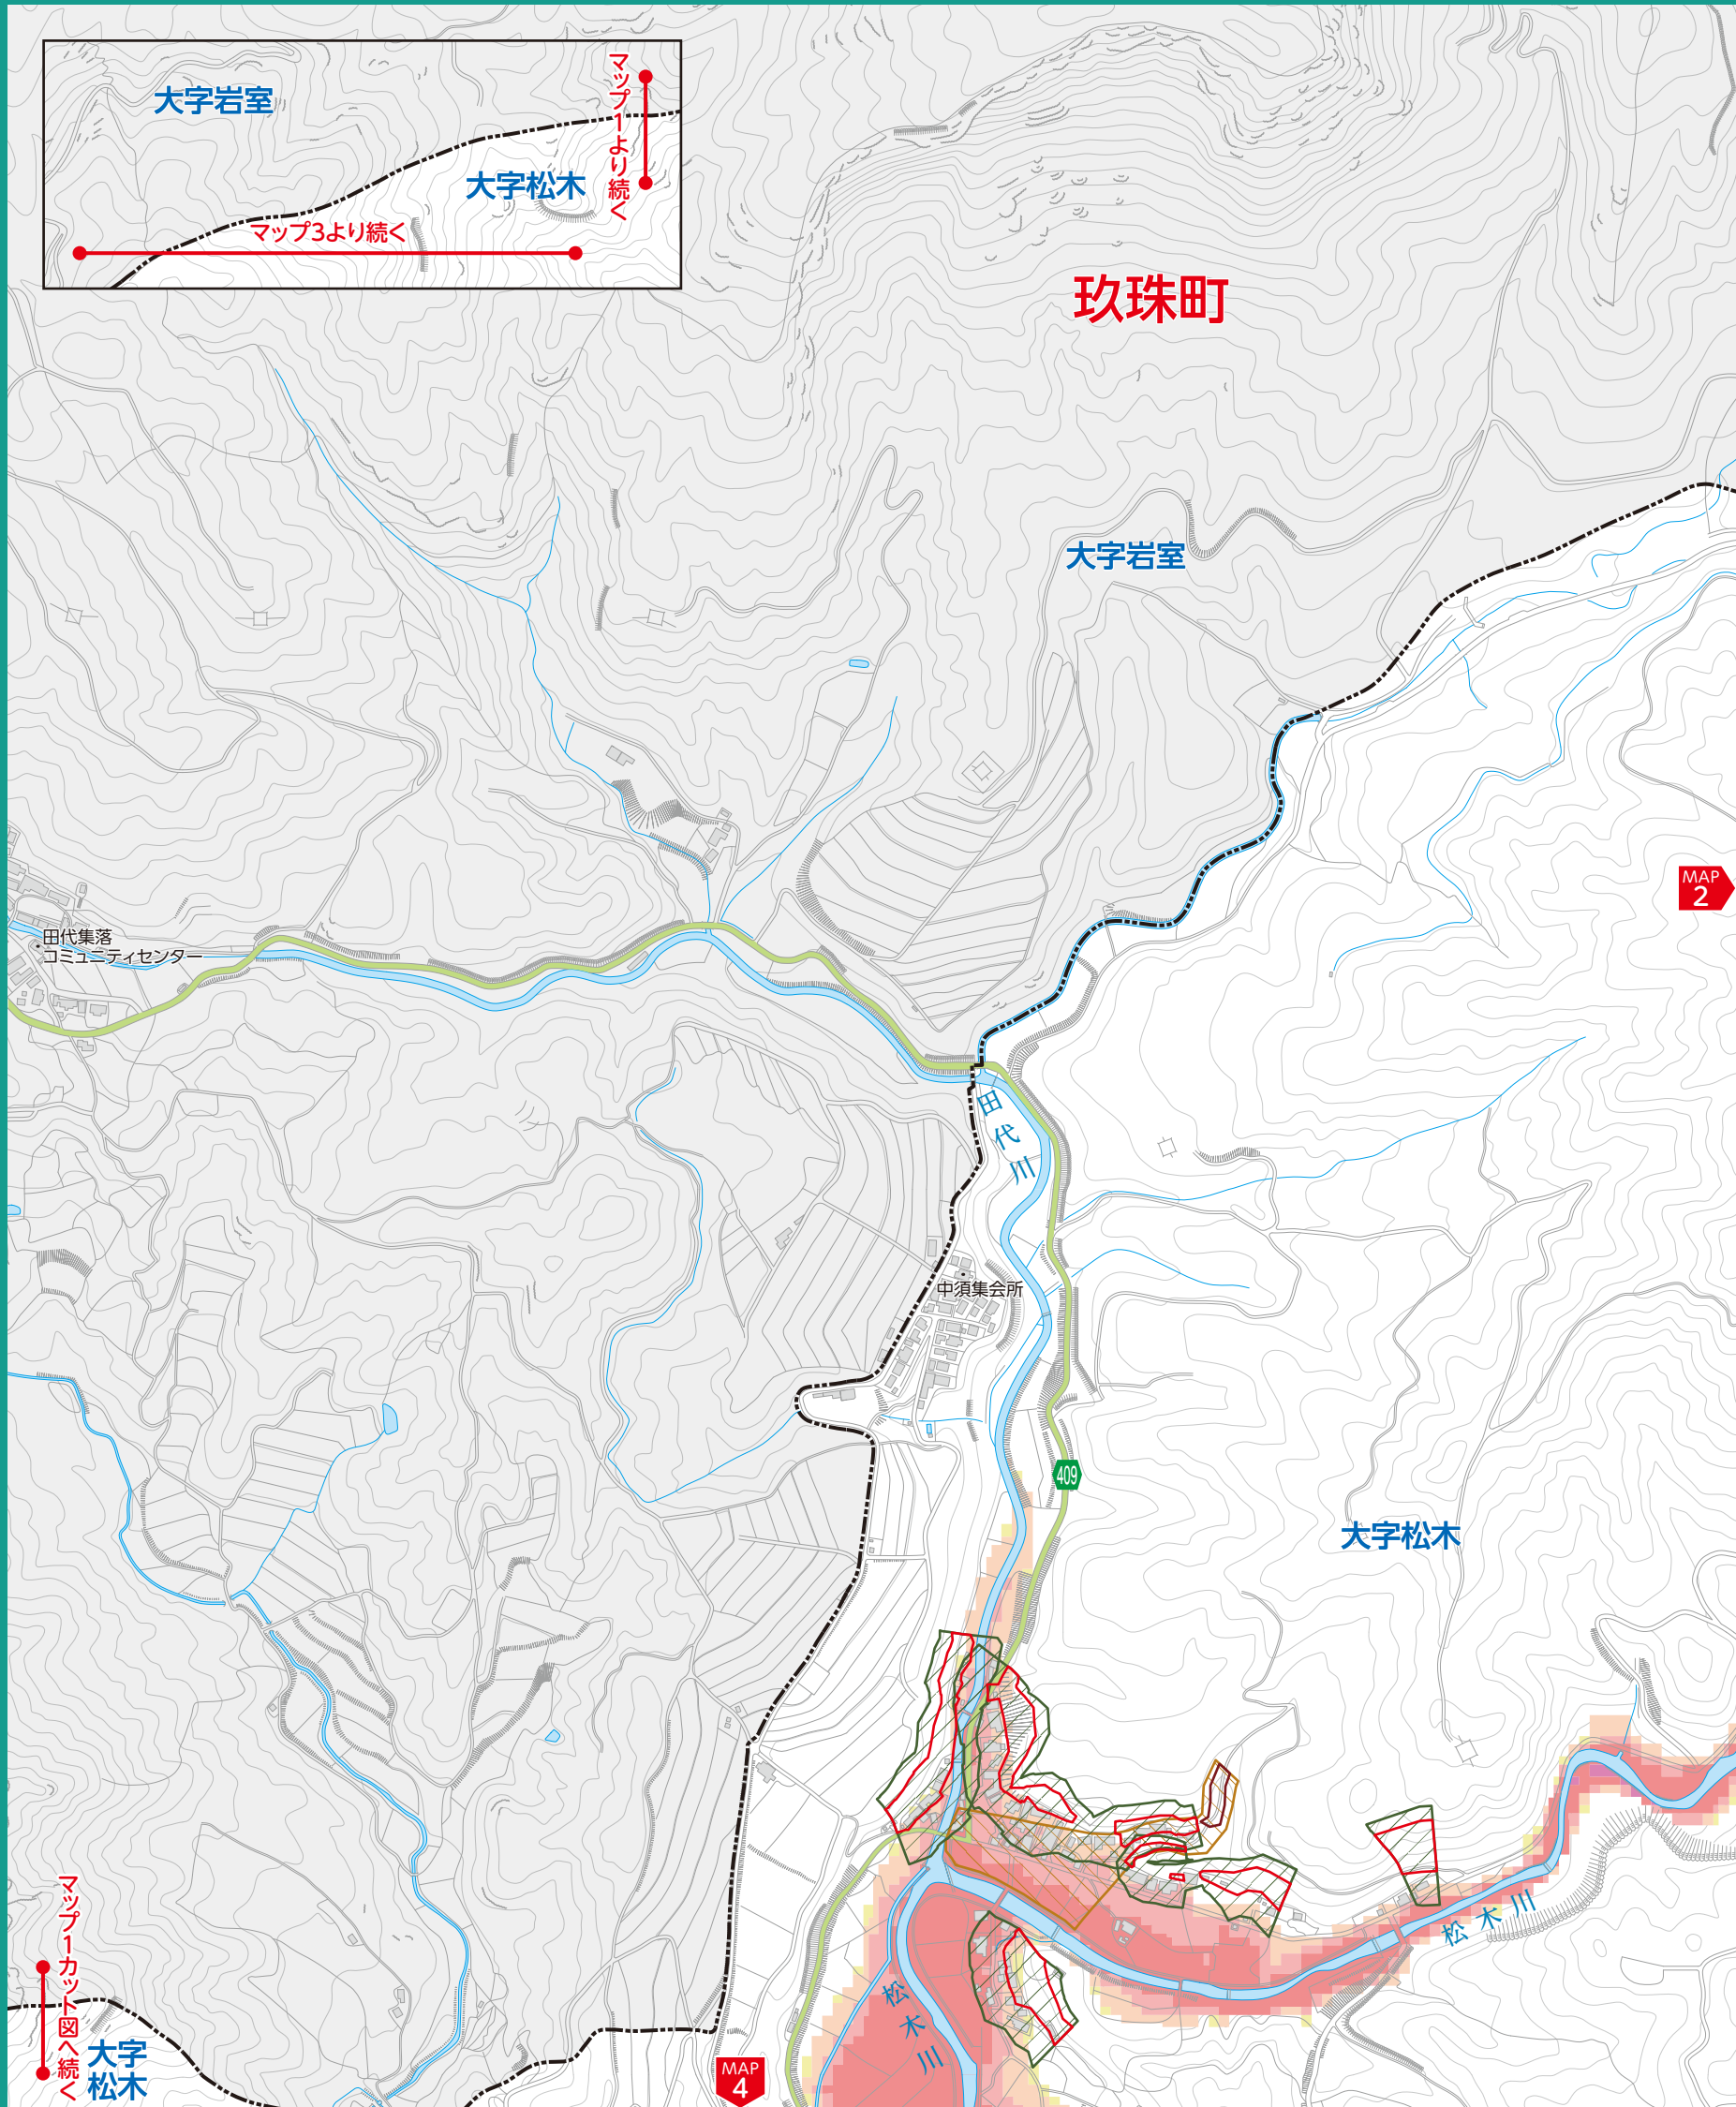 大字岩室
マップ1より続く
大字松木
マップ3より続く
玖珠町
大字岩室
MAP
2
田代集落
コミュニティセンター
田代川
中須集会所
409
大字松木
松木川
松木川
マップ1カット図へ続く
大字
松木
MAP
4